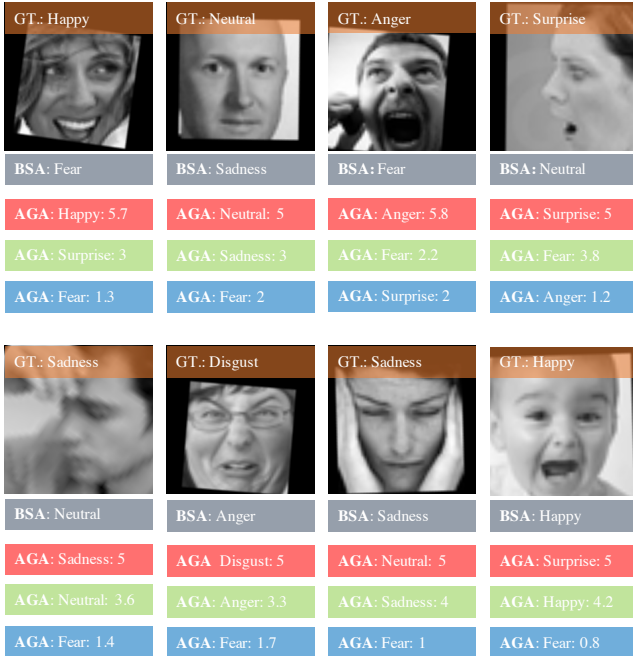 GT.: Happy
GT.: Neutral
GT.: Anger
GT.: Surprise
BSA: Fear
BSA: Sadness
BSA: Fear
BSA: Neutral
AGA: Happy: 5.7
AGA: Neutral: 5
AGA: Anger: 5.8
AGA: Surprise: 5
AGA: Surprise: 3
AGA: Sadness: 3
AGA: Fear: 2.2
AGA: Fear: 3.8
AGA: Fear: 1.3
AGA: Fear: 2
AGA: Surprise: 2
AGA: Anger: 1.2
GT.: Sadness
GT.: Disgust
GT.: Sadness
GT.: Happy
BSA: Neutral
BSA: Anger
BSA: Sadness
BSA: Happy
AGA: Sadness: 5
AGA Disgust: 5
AGA: Neutral: 5
AGA: Surprise: 5
AGA: Neutral: 3.6
AGA: Anger: 3.3
AGA: Sadness: 4
AGA: Happy: 4.2
AGA: Fear: 1.4
AGA: Fear: 1.7
AGA: Fear: 1
AGA: Fear: 0.8